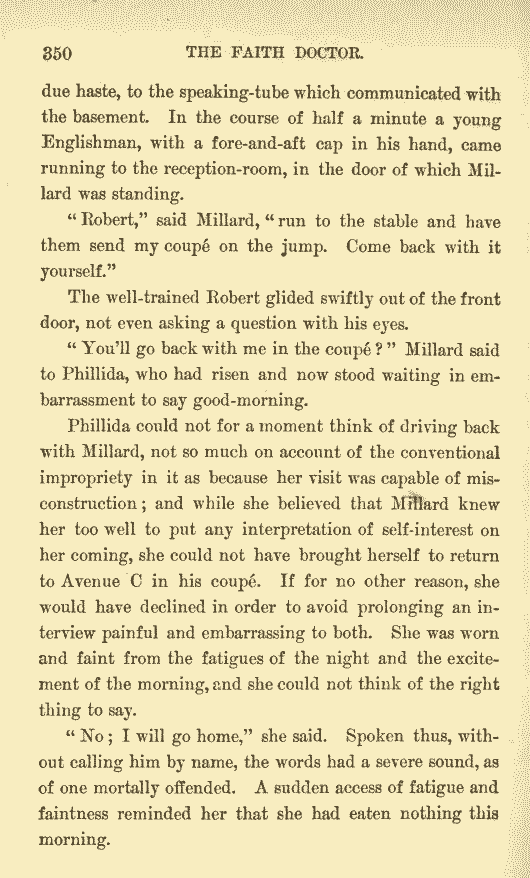 350 THE FAITH DOCTOR.
due haste, to the speaking-tube which communicated with
the basement. In the course of half a minute a young
Englishman, with a fore-and-aft cap in his hand, came
running to the reception-room, in the door of which Mil-
lard was standing.
“Robert,” said Millard, “run to the stable and have
them send my coupé on the jump. Come back with it
yourself.”
The well-trained Robert glided swiftly out of the front
door, not even asking a question with his eyes.
“You’ll go back with me in the coupé?” Millard said
to Phillida, who had risen and now stood waiting in em-
barrassment to say good-morning.
Phillida could not for a moment think of driving back
with Millard, not so much on account of the conventional
impropriety in it as because her visit was capable of mis-
construction; and while she believed that Millard knew
her too well to put any interpretation of self-interest on
her coming, she could not have brought herself to return
to Avenue C in his coupé. If for no other reason, she
would have declined in order to avoid prolonging an in-
terview painful and embarrassing to both. She was worn
and faint from the fatigues of the night and the excite-
ment of the morning, and she could not think of the right
thing to say.
“No; I will go home,” she said. Spoken thus, with-
out calling him by name, the words had a severe sound, as
of one mortally offended. A sudden access of fatigue and
faintness reminded her that she had eaten nothing this
morning.